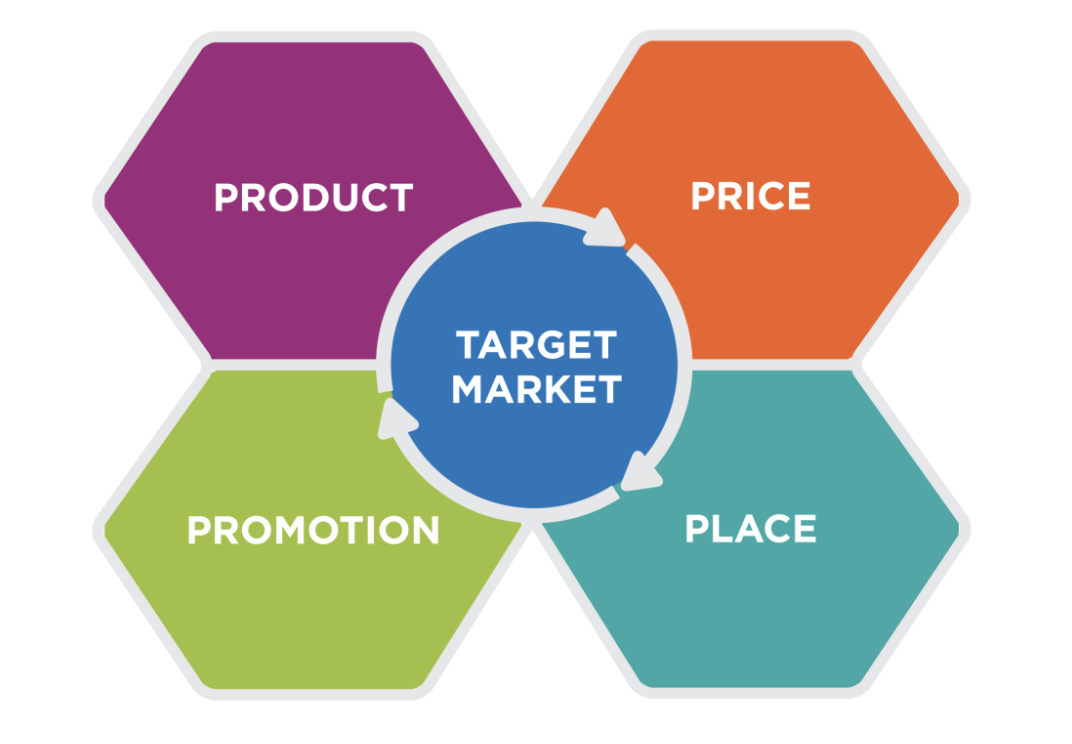 PRODUCT
PRICE
TARGET
MARKET
PROMOTION
PLACE